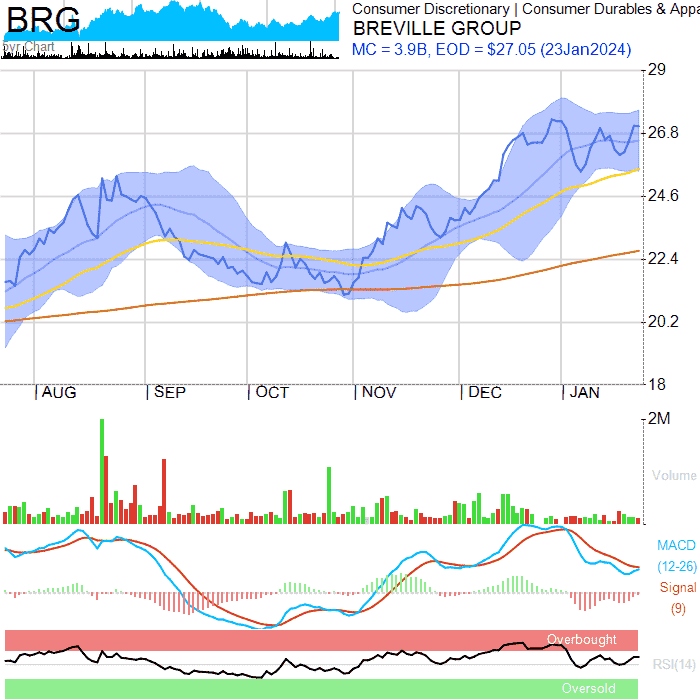 BRG
5yr Chart
Consumer Discretionary | Consumer Durables & Appa
BREVILLE GROUP
MC = 3.9B, EOD = $27.05 (23Jan2024)
29
26.8
24.6
22.4
20.2
18
AUG SEP OCT NOV DEC JAN
2M
Volume
MACD
(12-26)
Signal
(9)
Overbought
RSI(14)
Oversold